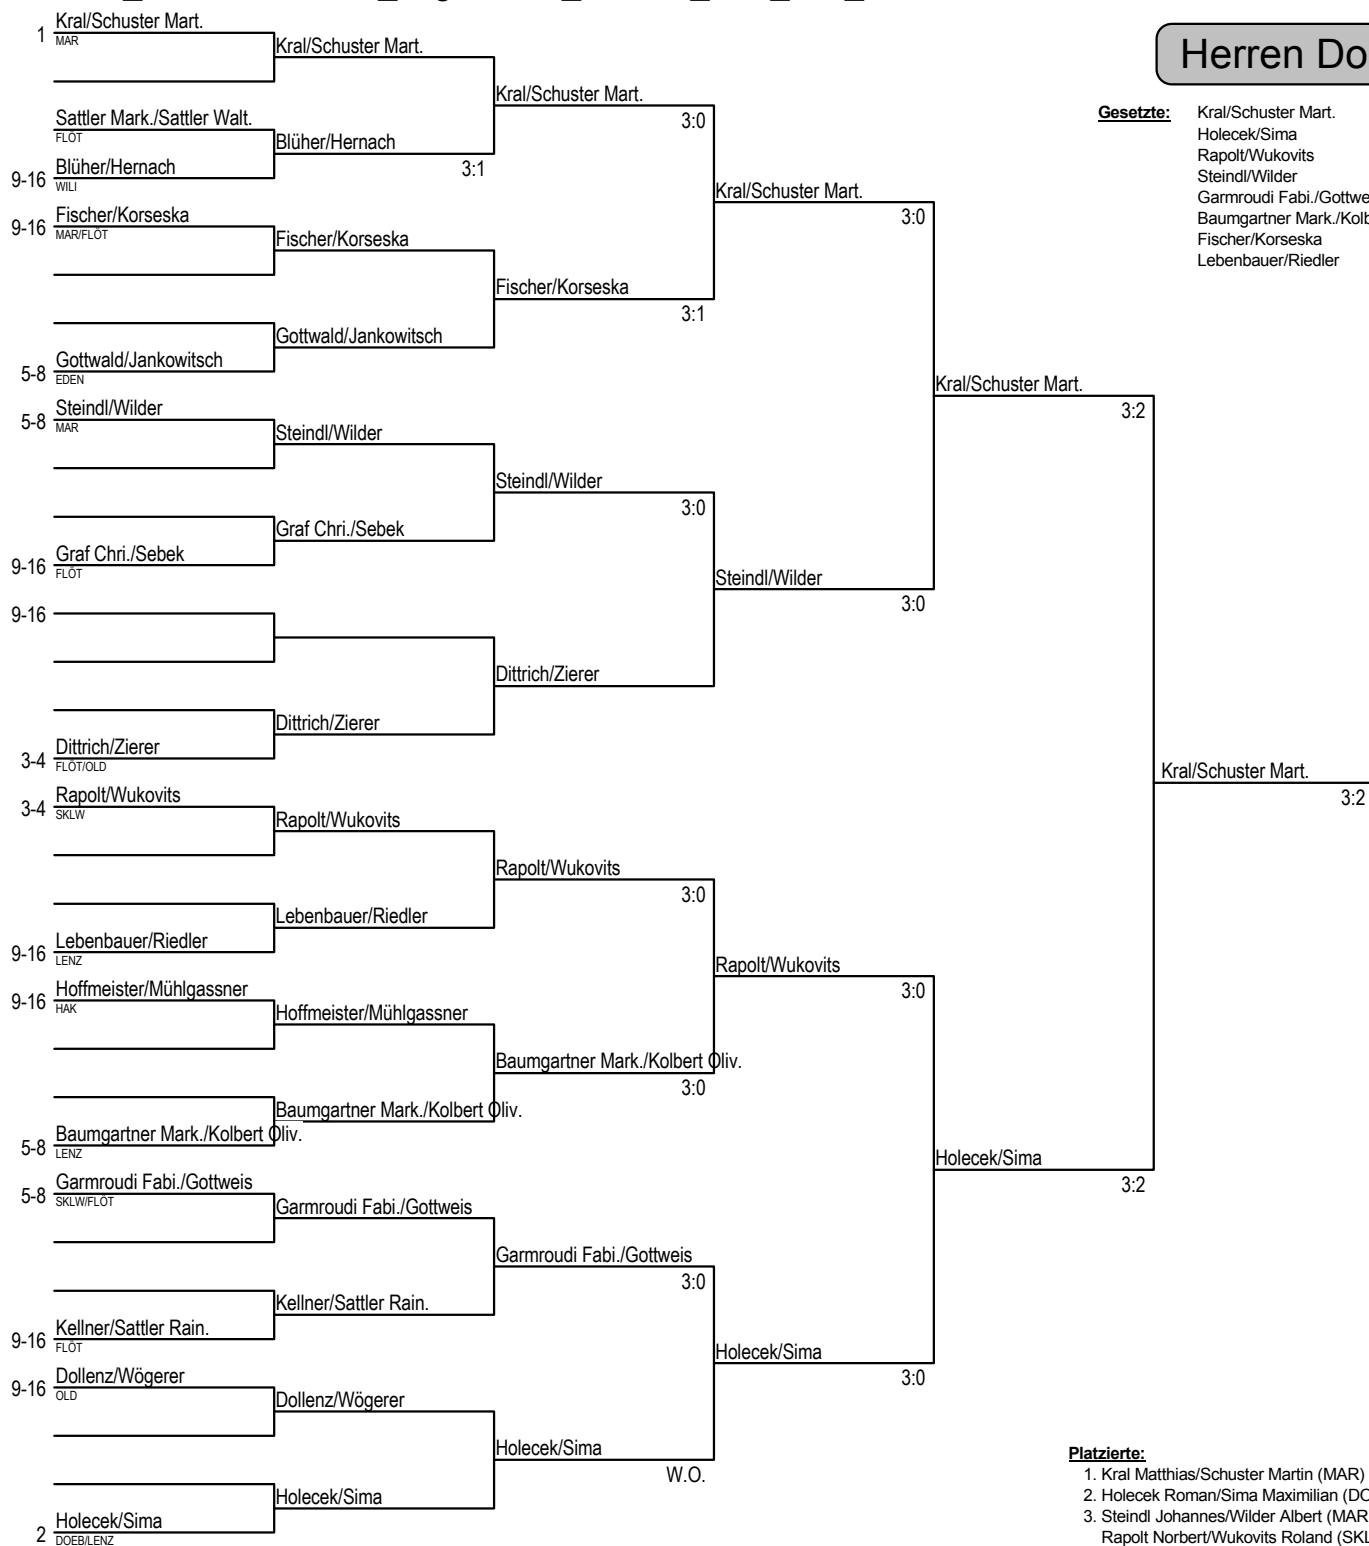 Herren Do
Gesetzte: Kral/Schuster Mart.
Holecek/Sima
Rapolt/Wukovits
Steindl/Wilder
Garmroudi Fabi./Gottwe
Baumgartner Mark./Kolb
Fischer/Korseska
Lebenbauer/Riedler
1 Kral/Schuster Mart.
MAR
Sattler Mark./Sattler Walt.
FLÖT
9-16 Blüher/Hernach
WILI
9-16 Fischer/Korseska
MAR/FLÖT
5-8 Gottwald/Jankowitsch
EDEN
5-8 Steindl/Wilder
MAR
9-16 Graf Chri./Sebek
FLÖT
9-16
3-4 Dittrich/Zierer
FLÖT/OLD
3-4 Rapolt/Wukovits
SKLW
9-16 Lebenbauer/Riedler
LENZ
9-16 Hoffmeister/Mühlgassner
HAK
5-8 Baumgartner Mark./Kolbert Oliv.
LENZ
5-8 Garmroudi Fabi./Gottweis
SKLW/FLÖT
9-16 Kellner/Sattler Rain.
FLÖT
9-16 Dollenz/Wögerer
OLD
2 Holecek/Sima
DOEB/LENZ
Kral/Schuster Mart.
Blüher/Hernach
3:1
Fischer/Korseska
Gottwald/Jankowitsch
Steindl/Wilder
Graf Chri./Sebek
Dittrich/Zierer
Rapolt/Wukovits
Lebenbauer/Riedler
Hoffmeister/Mühlgassner
Baumgartner Mark./Kolbert Oliv.
Garmroudi Fabi./Gottweis
Kellner/Sattler Rain.
Dollenz/Wögerer
Holecek/Sima
Kral/Schuster Mart.
3:0
Fischer/Korseska
3:1
Steindl/Wilder
3:0
Dittrich/Zierer
Rapolt/Wukovits
3:0
Baumgartner Mark./Kolbert Oliv.
3:0
Garmroudi Fabi./Gottweis
3:0
Holecek/Sima
W.O.
Kral/Schuster Mart.
3:0
Steindl/Wilder
3:0
Rapolt/Wukovits
3:0
Holecek/Sima
3:0
Kral/Schuster Mart.
3:2
Holecek/Sima
3:2
Kral/Schuster Mart.
3:2
Platzierte:
1. Kral Matthias/Schuster Martin (MAR)
2. Holecek Roman/Sima Maximilian (DO
3. Steindl Johannes/Wilder Albert (MAR
Rapolt Norbert/Wukovits Roland (SKL